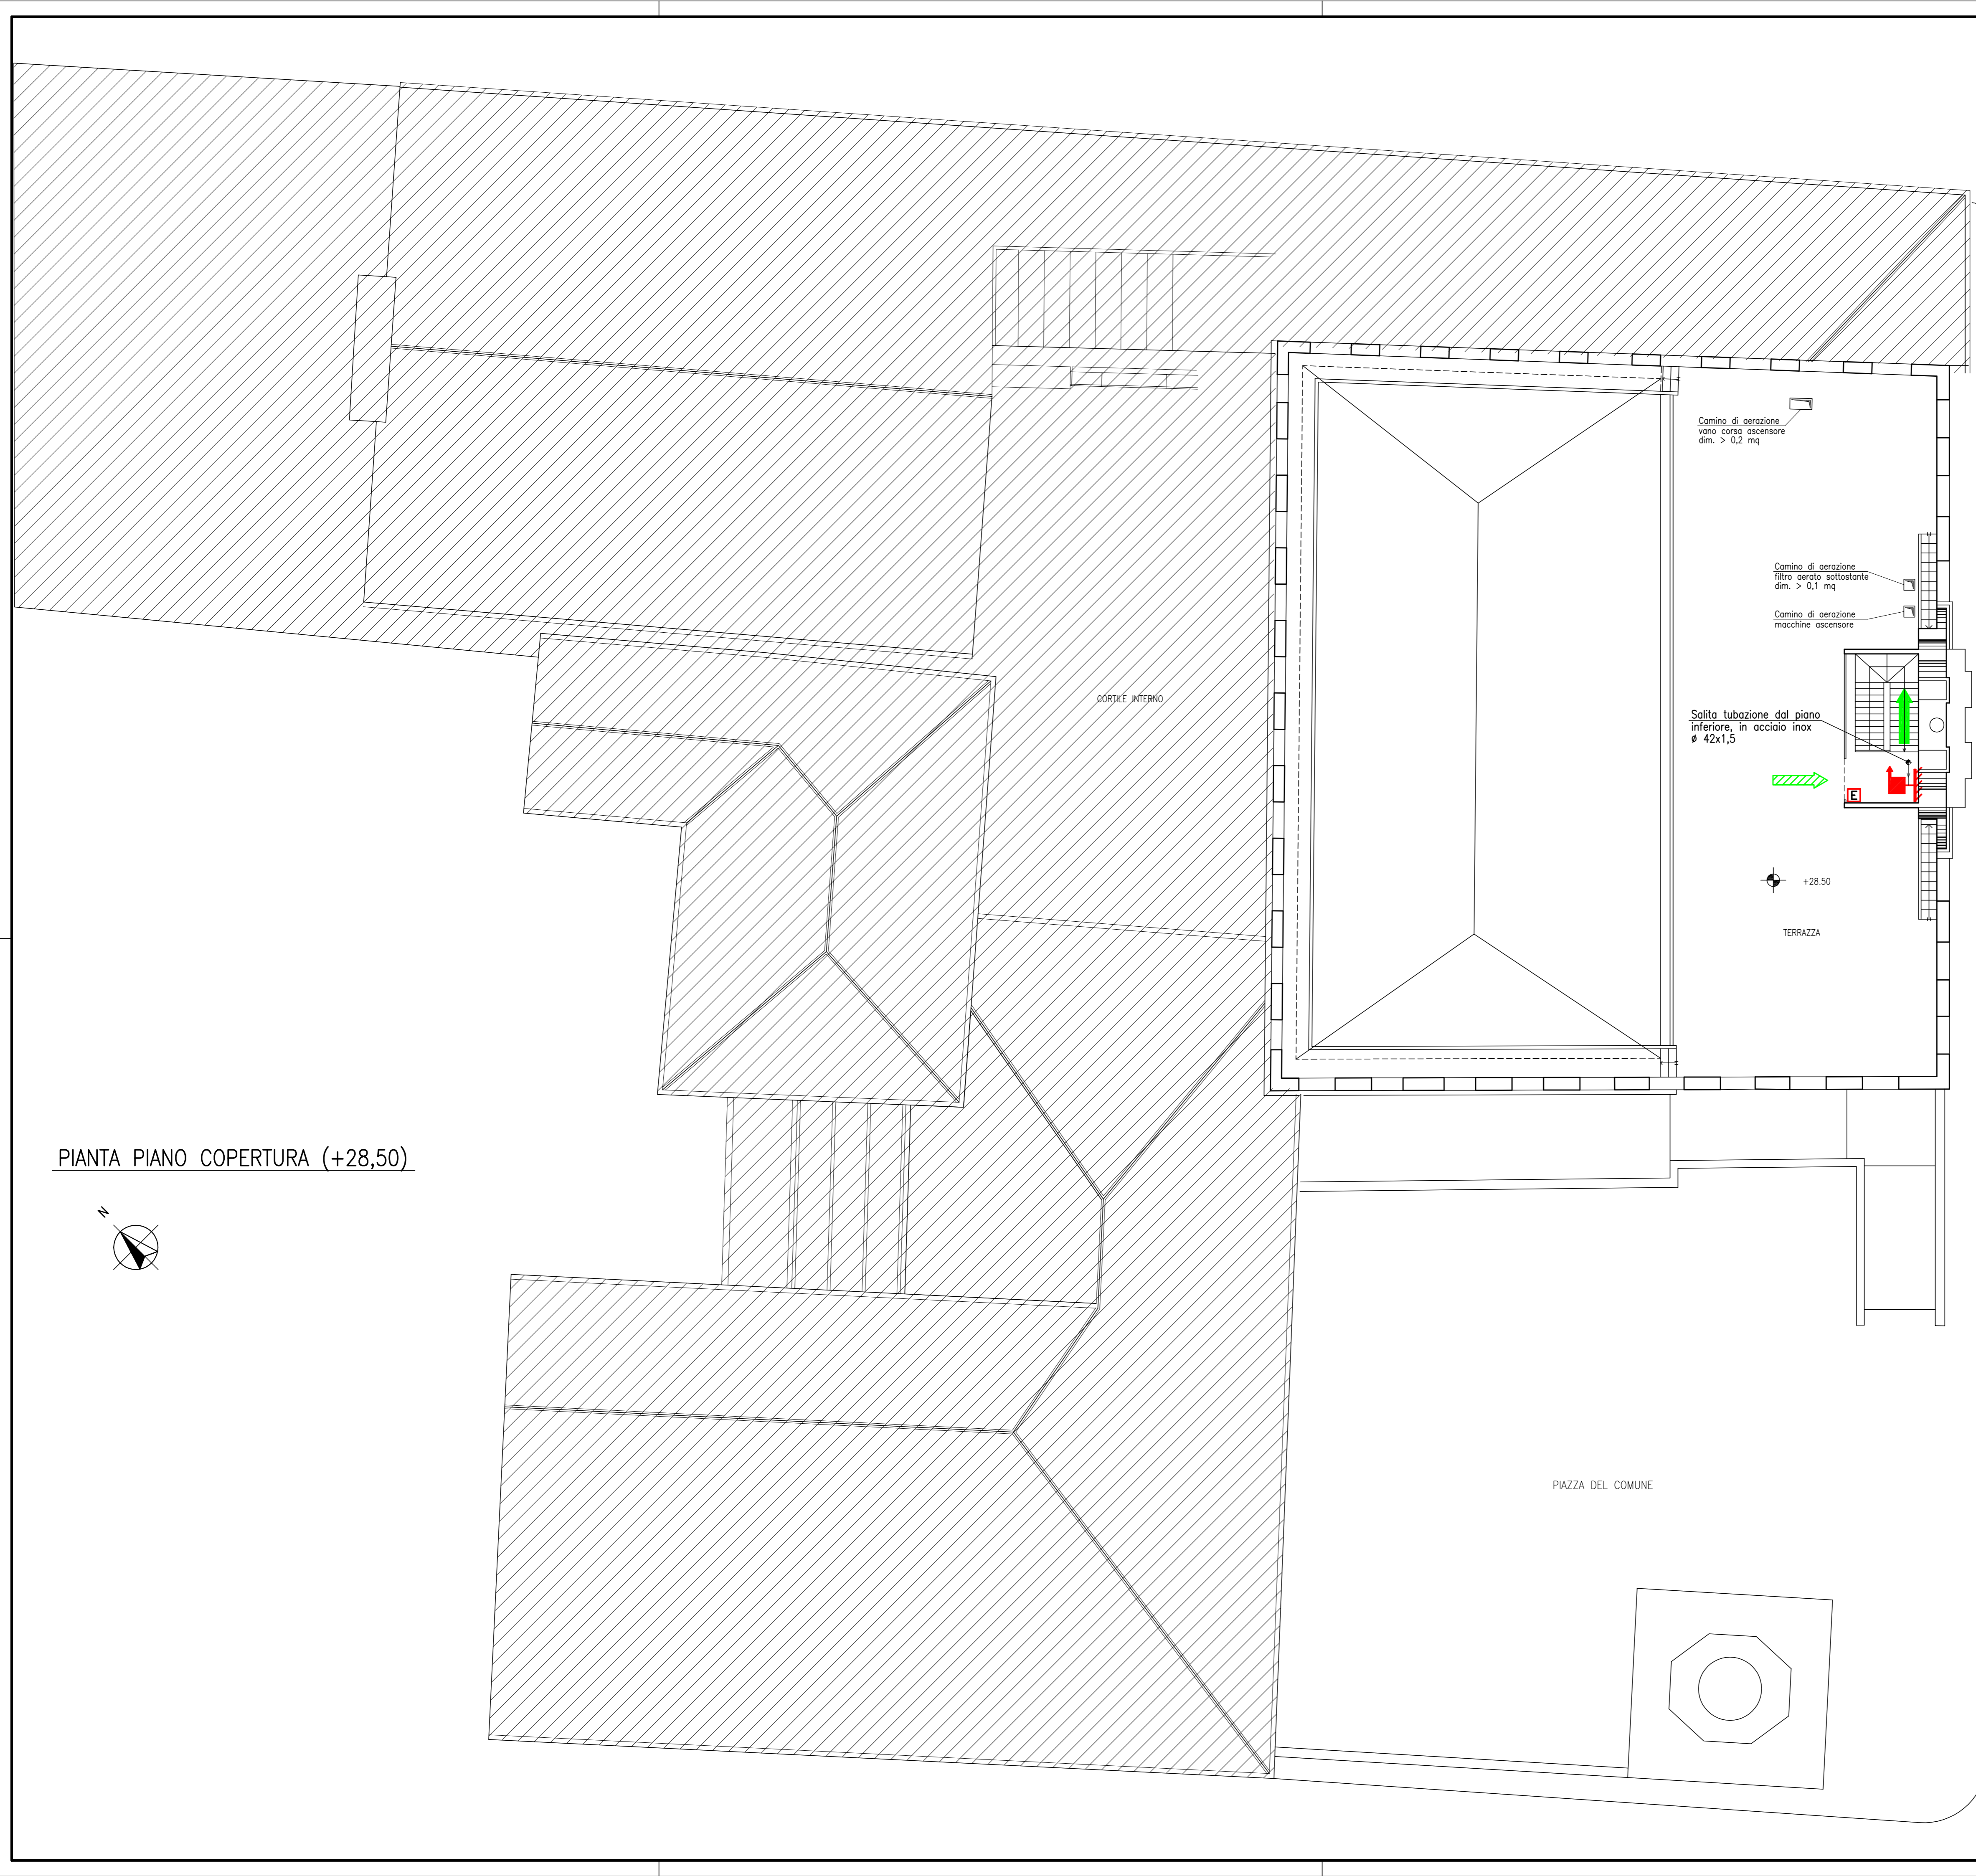 Camino di aerazione
vano corsa ascensore
dim. > 0,2 mq
Camino di aerazione
filtro aerato sottostante
dim. > 0,1 mq
Camino di aerazione
macchine ascensore
CORTILE INTERNO
Salita tubazione dal piano
inferiore, in acciaio inox
ø 42x1,5
E
+28.50
TERRAZZA
PIANTA PIANO COPERTURA (+28,50)
N
PIAZZA DEL COMUNE